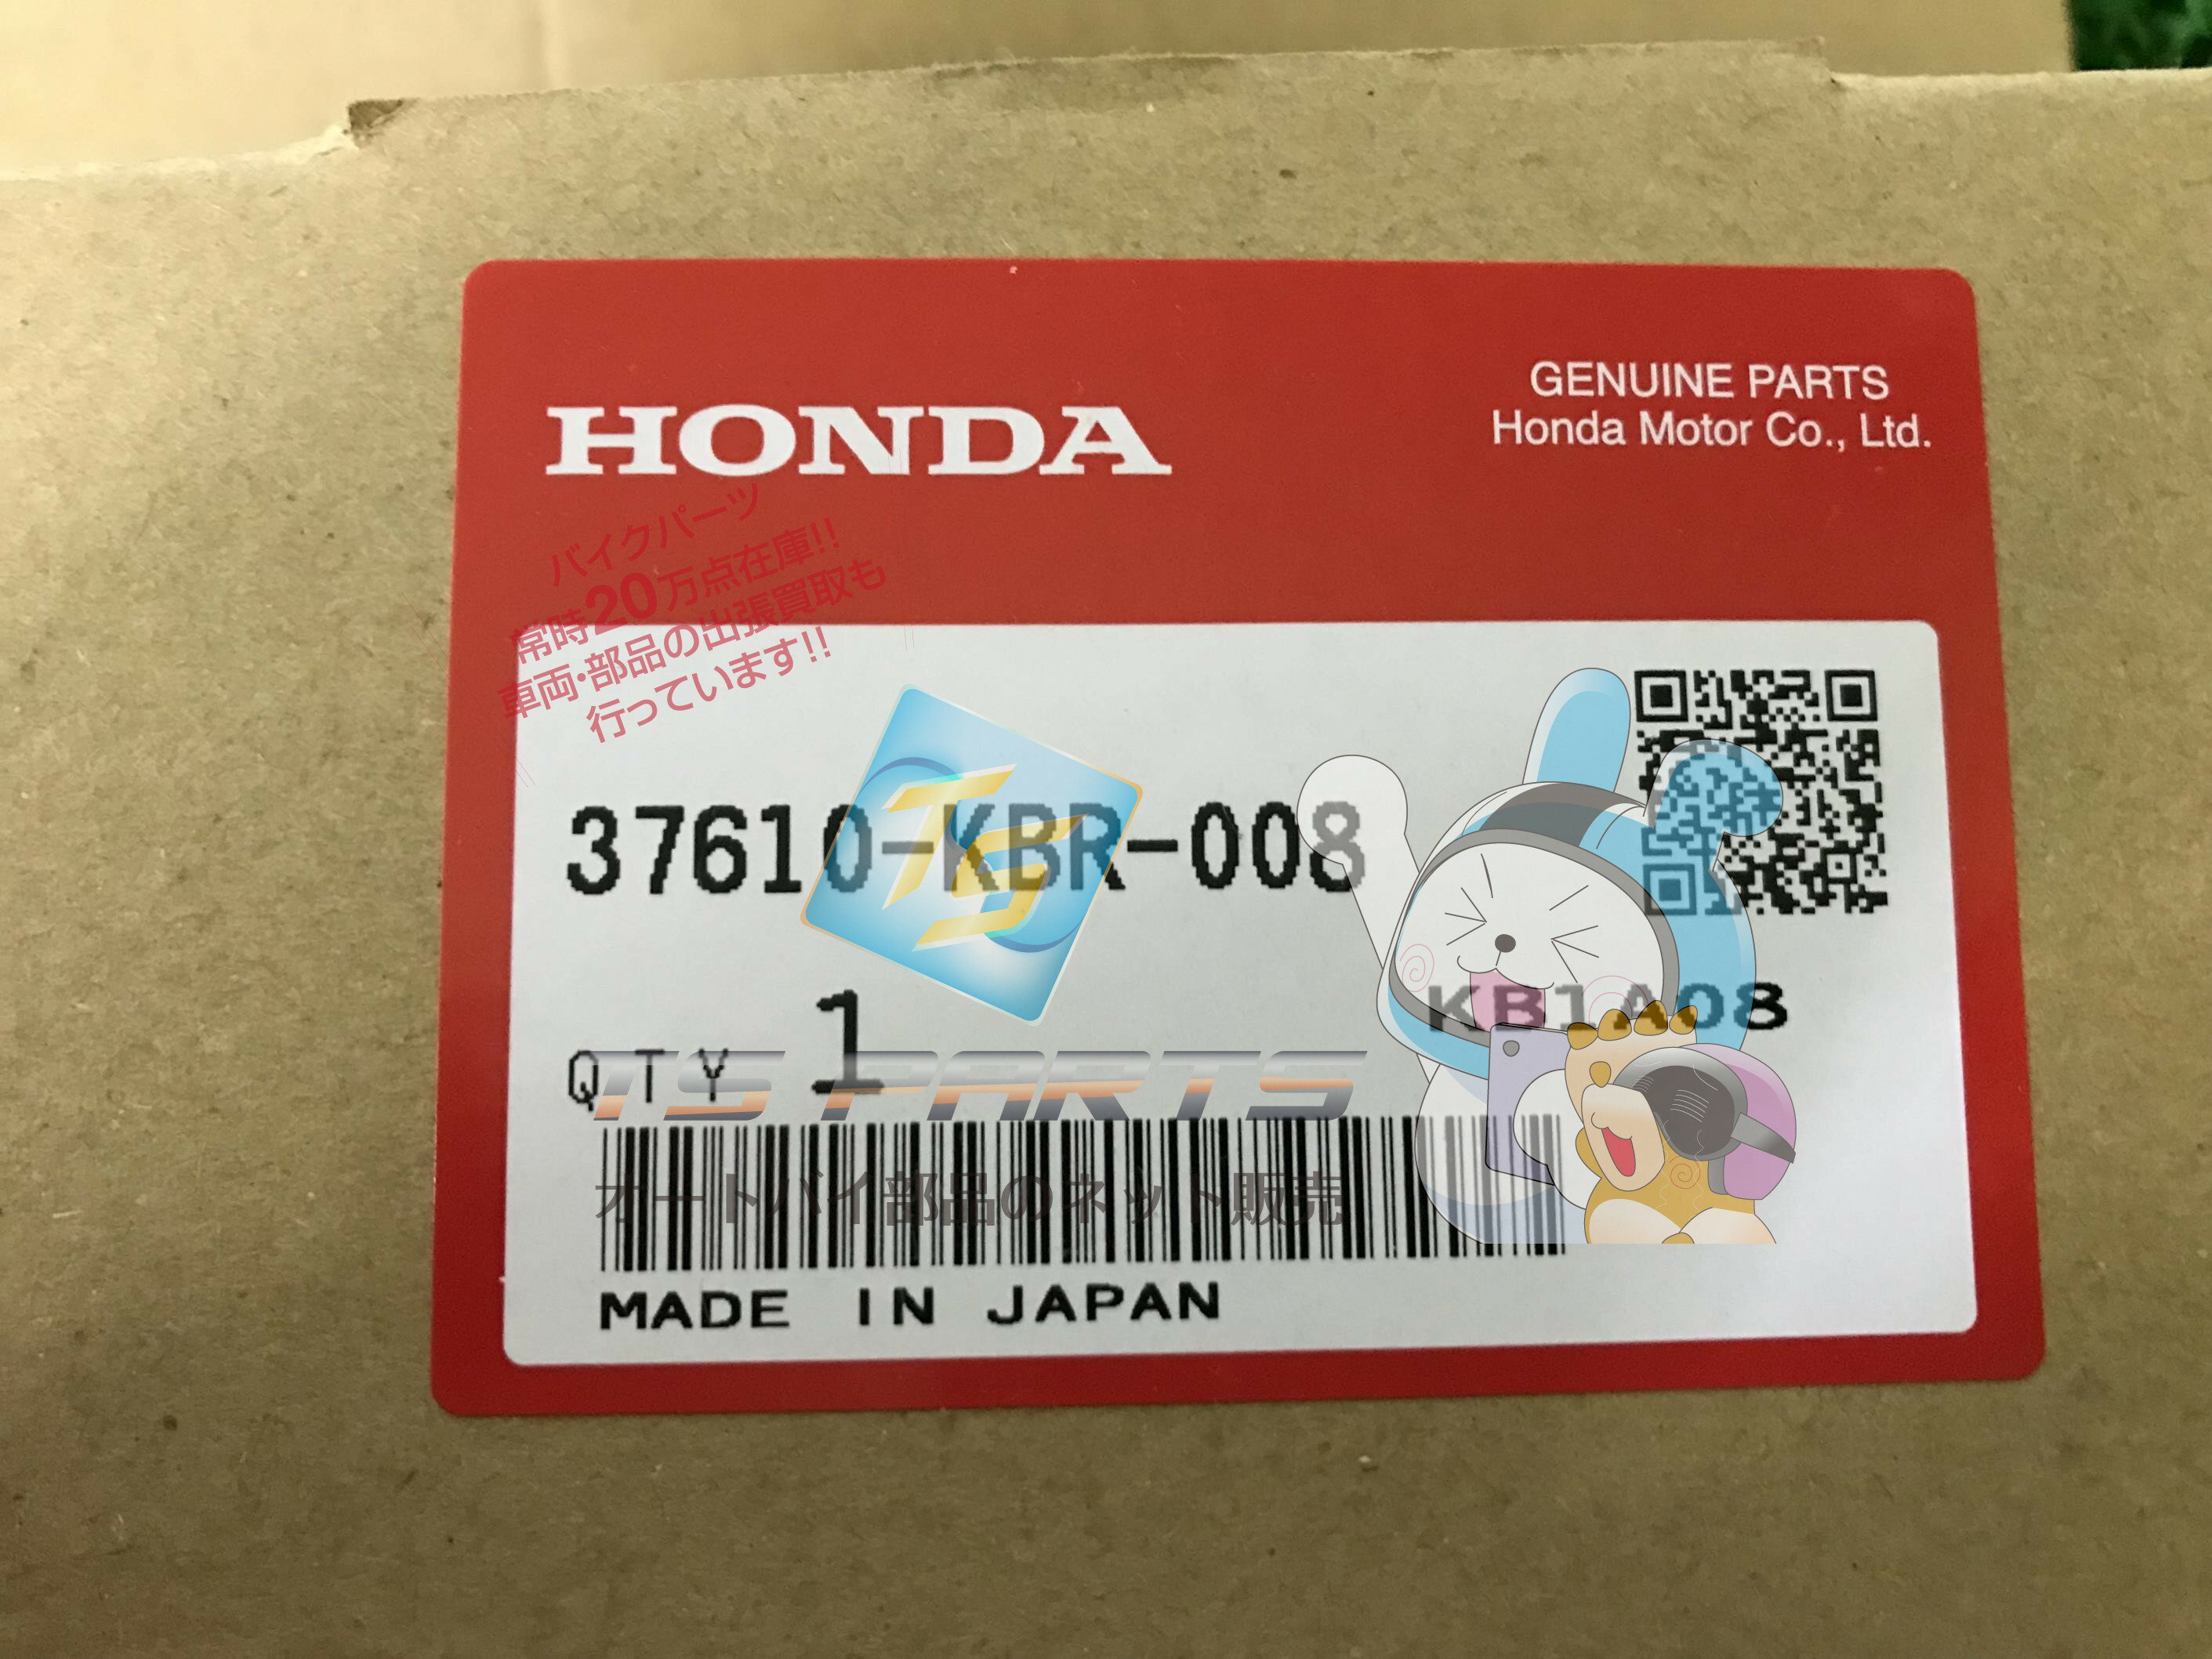 HONDA
GENUINE PARTS
Honda Motor Co., Ltd.
バイクパーツ
常時20万点在庫!!
車両・部品の出張買取も
行っています!!
37610-KBR-008
TS
KB1A08
QTY 1
TS PARTS
オートバイ部品のネット販売
MADE IN JAPAN